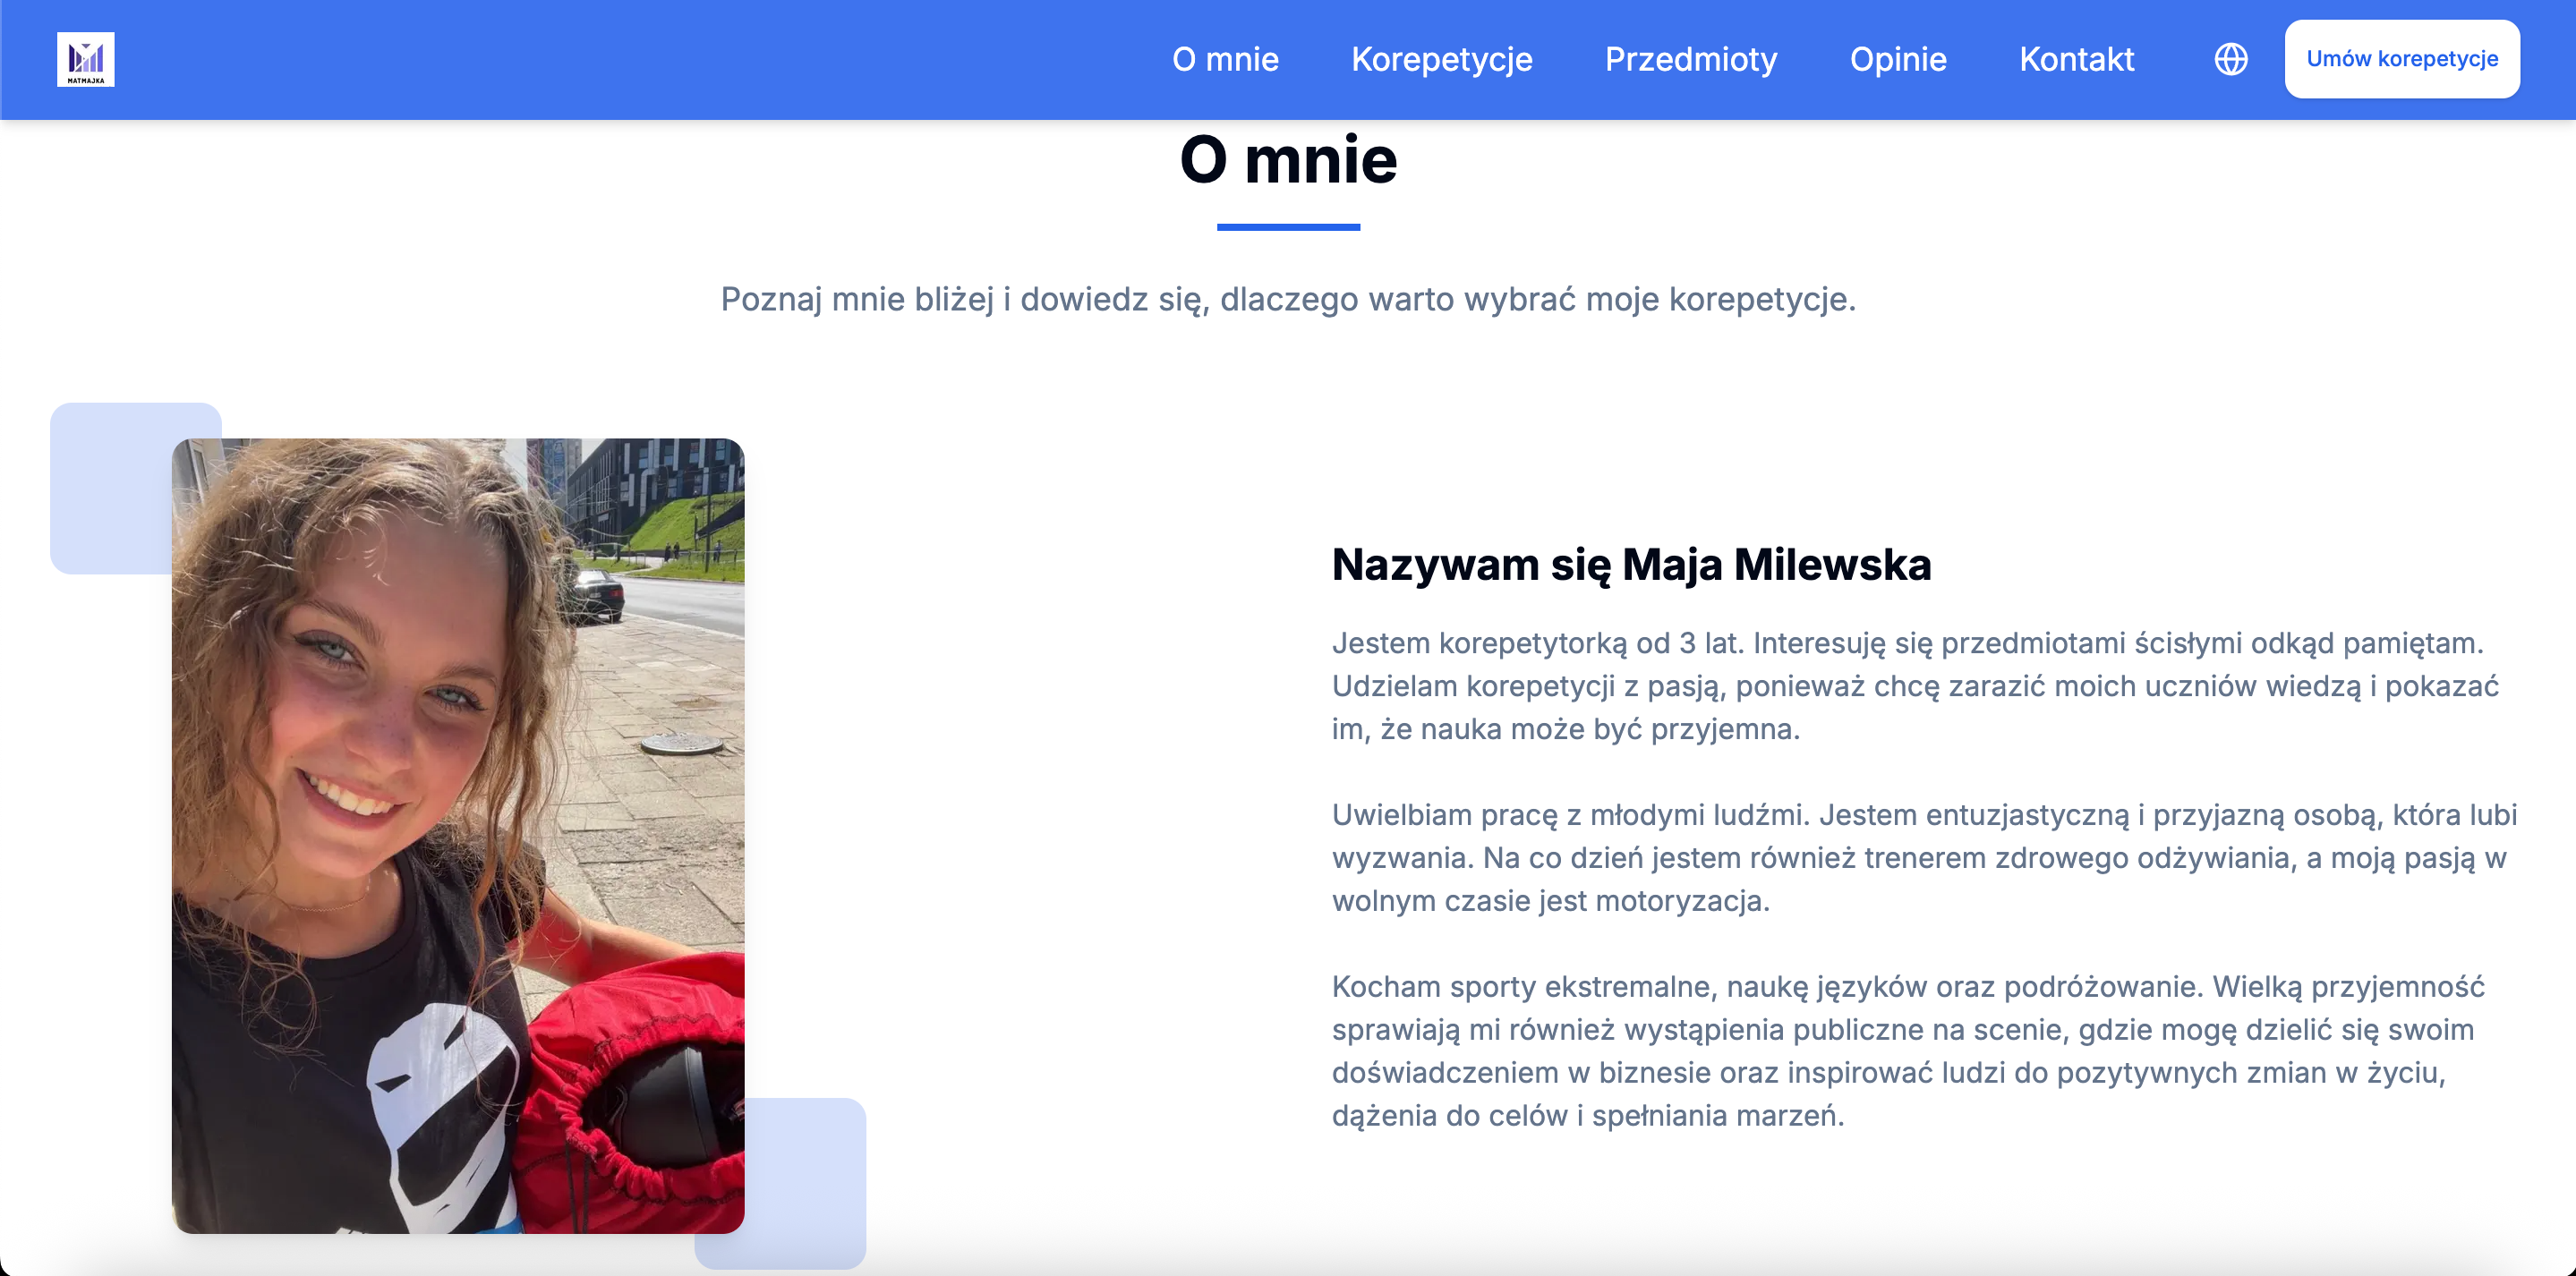 MATMAJKA
O mnie
Korepetycje
Przedmioty
Opinie
Kontakt
Umów korepetycje
O mnie
Poznaj mnie bliżej i dowiedz się, dlaczego warto wybrać moje korepetycje.
Nazywam się Maja Milewska
Jestem korepetytorką od 3 lat. Interesuję się przedmiotami ścisłymi odkąd pamiętam.
Udzielam korepetycji z pasją, ponieważ chcę zarazić moich uczniów wiedzą i pokazać
im, że nauka może być przyjemna.
Uwielbiam pracę z młodymi ludźmi. Jestem entuzjastyczną i przyjazną osobą, która lubi
wyzwania. Na co dzień jestem również trenerem zdrowego odżywiania, a moją pasją w
wolnym czasie jest motoryzacja.
Kocham sporty ekstremalne, naukę języków oraz podróżowanie. Wielką przyjemność
sprawiają mi również wystąpienia publiczne na scenie, gdzie mogę dzielić się swoim
doświadczeniem w biznesie oraz inspirować ludzi do pozytywnych zmian w życiu,
dążenia do celów i spełniania marzeń.